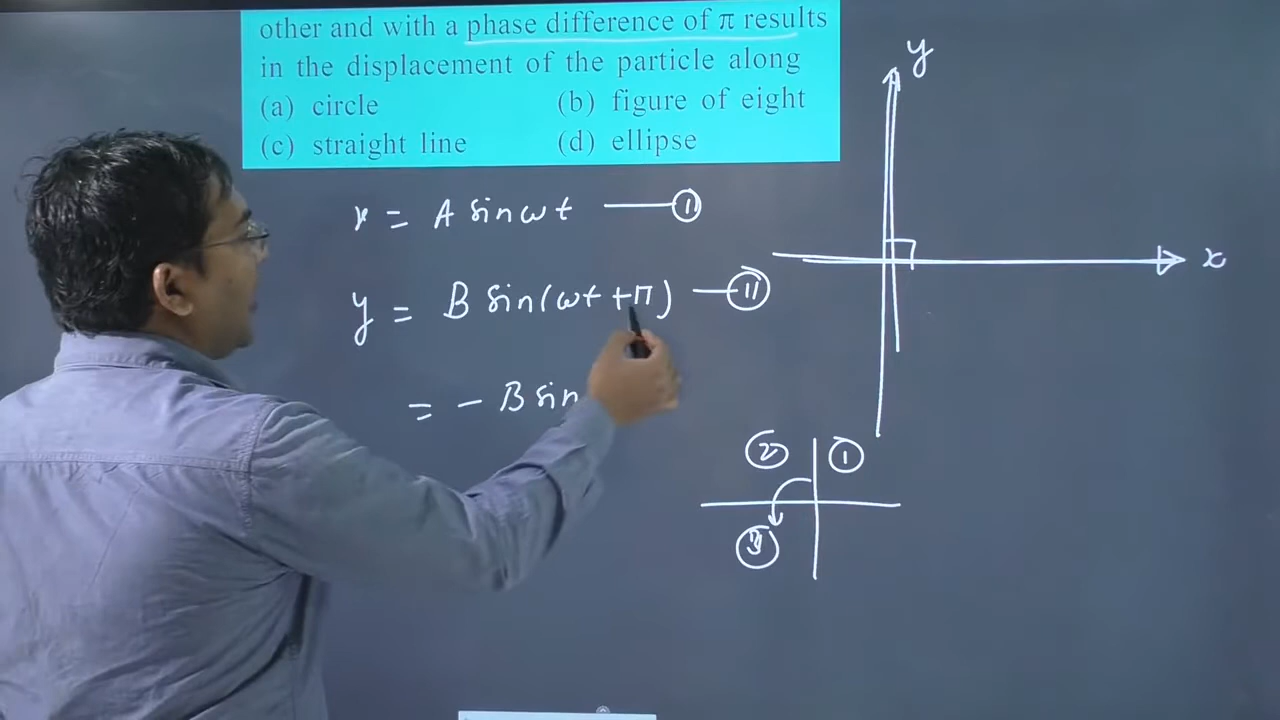 other and with a phase difference of π results
in the displacement of the particle along
(a) circle (b) figure of eight
(c) straight line (d) ellipse
x = A sin ωt — (1)
y = B sin(ωt + π) — (11)
= - B sin
y
x
(2) (1)
(3)